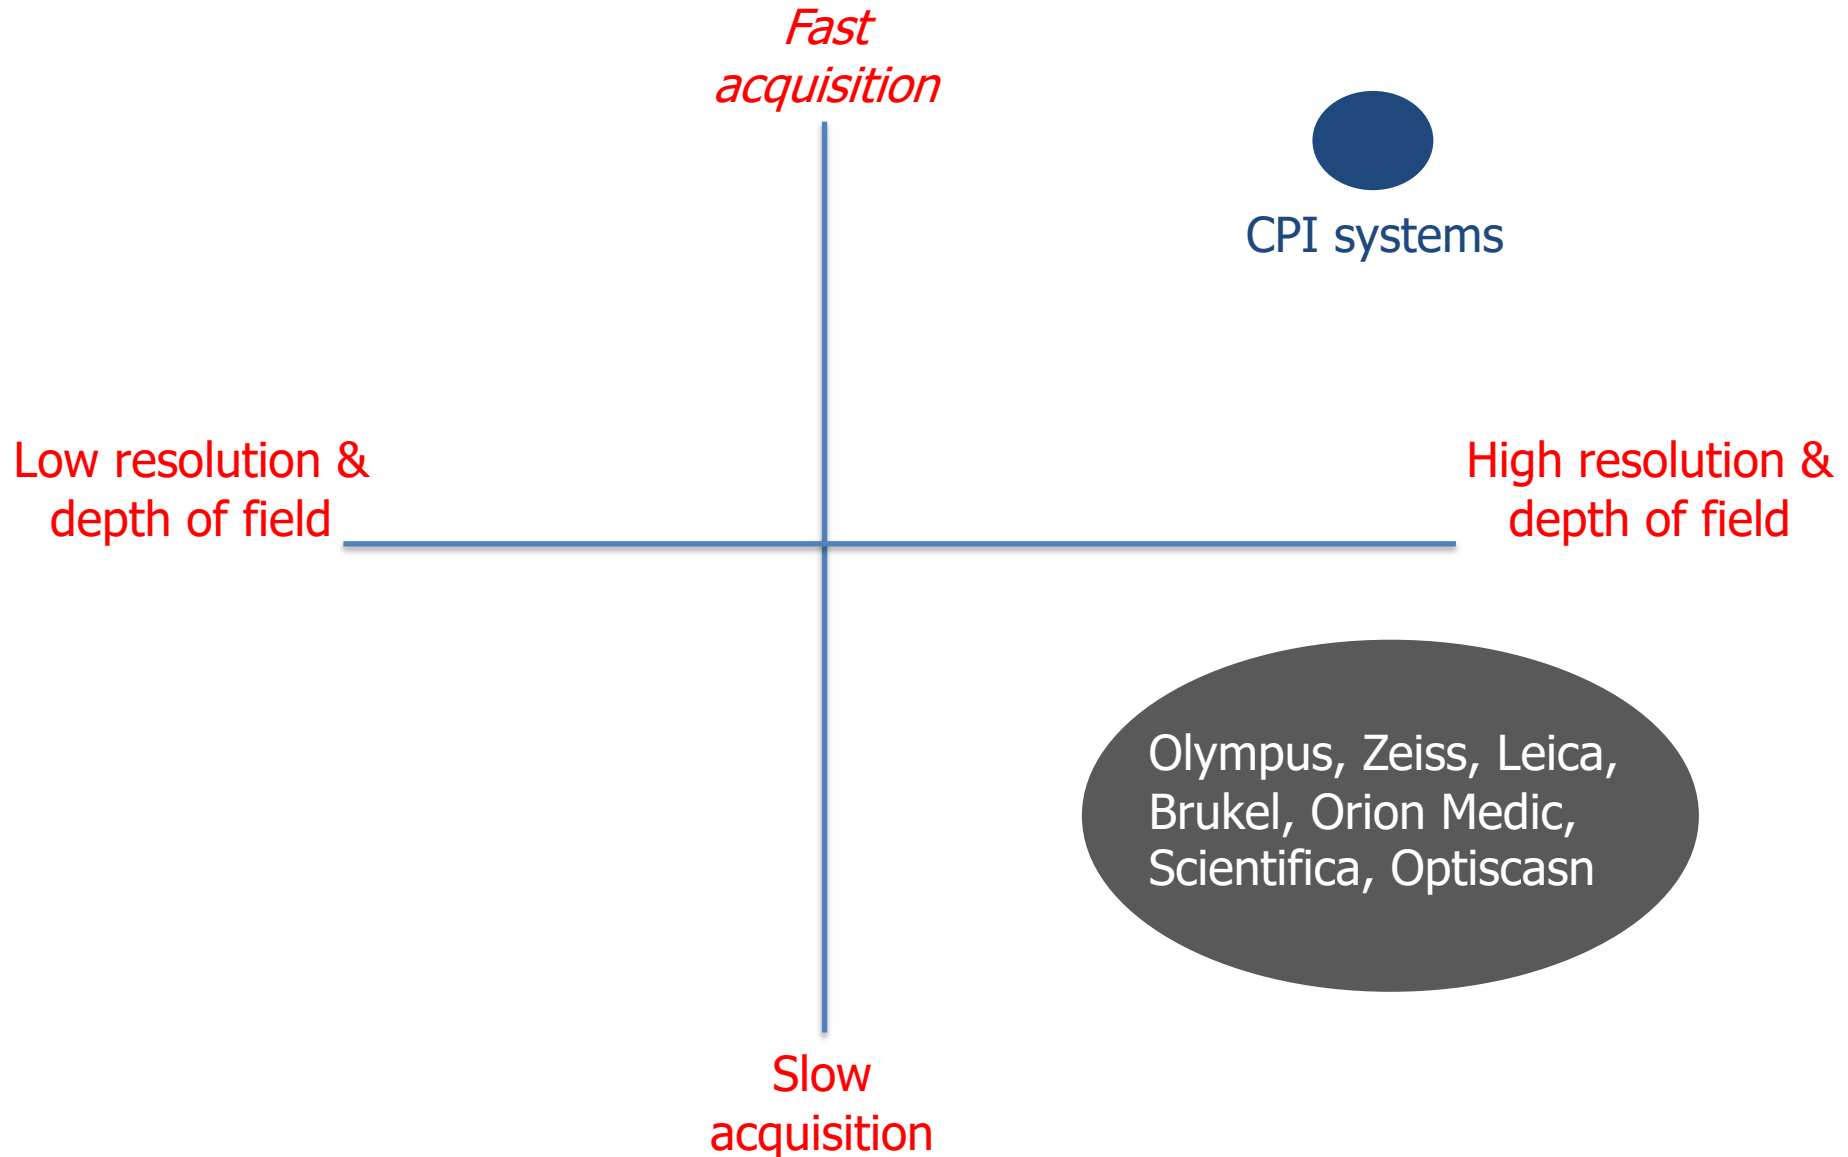 Fast
acquisition
CPI systems
Low resolution &
depth of field
High resolution &
depth of field
Olympus, Zeiss, Leica,
Brukel, Orion Medic,
Scientifica, Optiscasn
Slow
acquisition